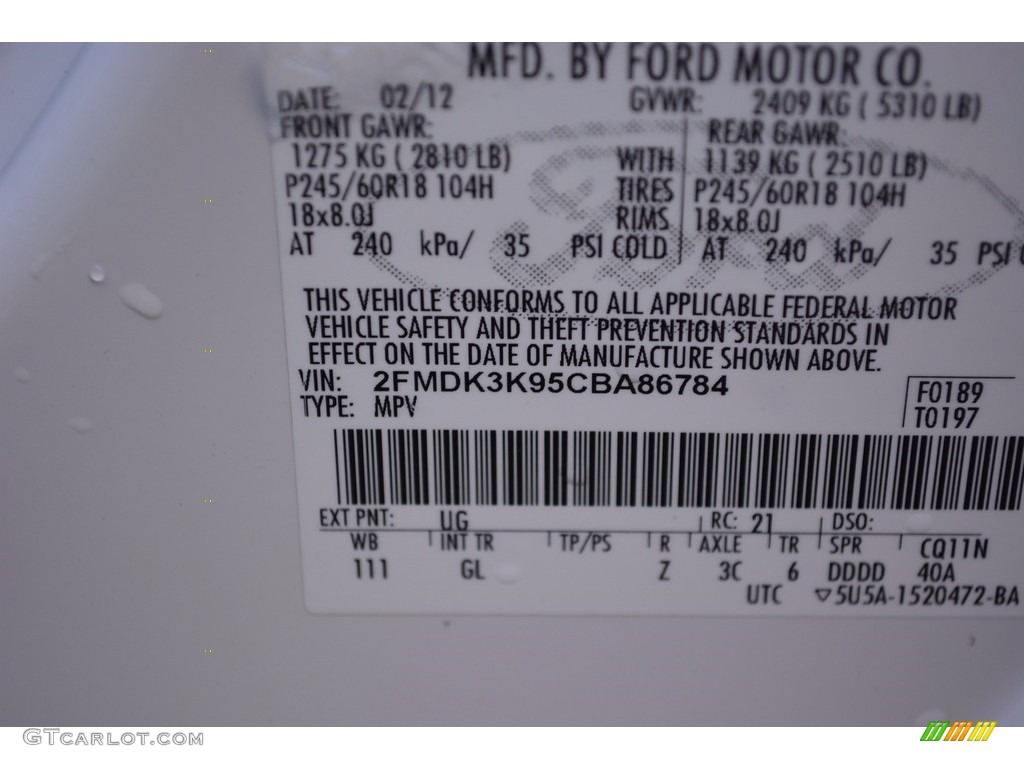 MFD. BY FORD MOTOR CO.
DATE: 02/12 GVWR: 2409 KG ( 5310 LB)
FRONT GAWR: REAR GAWR:
1275 KG ( 2810 LB) WITH 1139 KG ( 2510 LB)
P245/60R18 104H TIRES P245/60R18 104H
18x8.0J RIMS 18x8.0J
AT 240 kPa/ 35 PSI COLD AT 240 kPa/ 35 PSI
THIS VEHICLE CONFORMS TO ALL APPLICABLE FEDERAL MOTOR
VEHICLE SAFETY AND THEFT PREVENTION STANDARDS IN
EFFECT ON THE DATE OF MANUFACTURE SHOWN ABOVE.
VIN: 2FMDK3K95CBA86784
TYPE: MPV
F0189
T0197
EXT PNT: UG RC: 21 DSO:
WB INT TR TP/PS R AXLE TR SPR CQ11N
111 GL Z 3C 6 DDDD 40A
UTC ▽5U5A-1520472-BA
Ford
GTCarLot.com